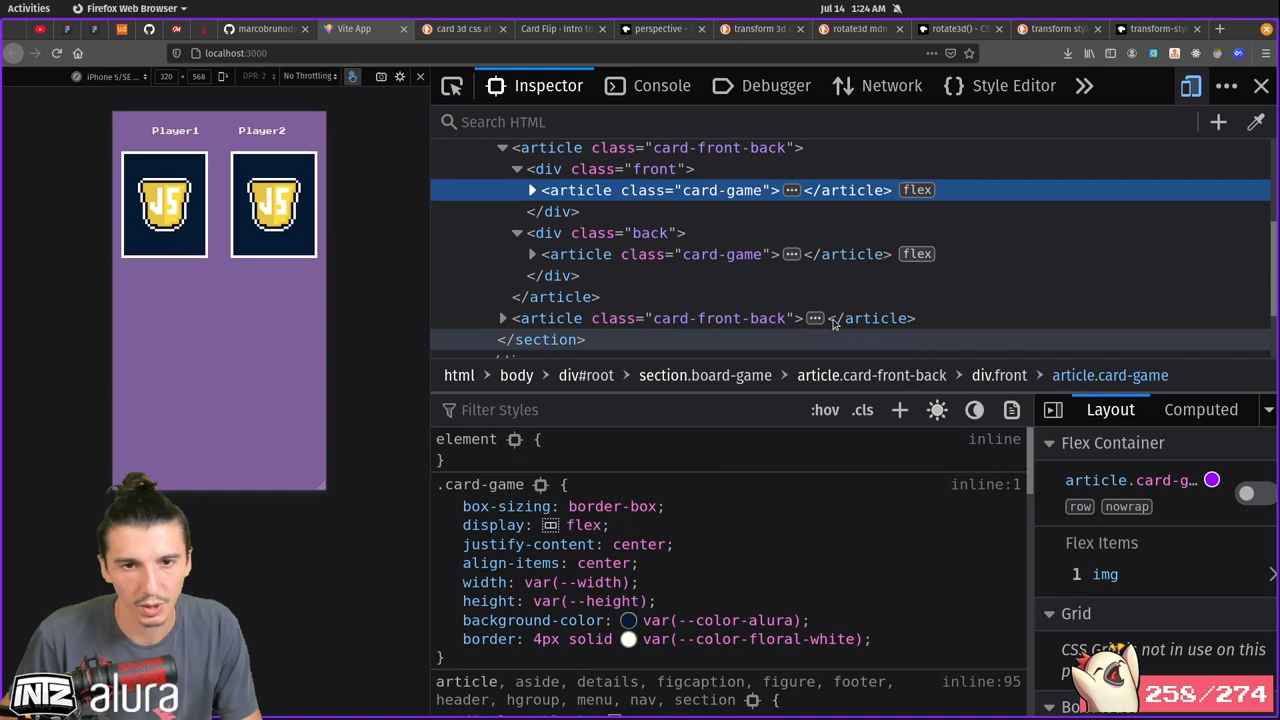 Activities
Firefox Web Browser
Jul 14 1:24 AM
marcobrunod
Vite App
card 3d css at
Card Flip - Intro to
perspective -
transform 3d m
rotate3d mdn
rotate3d() - CS
transform style
transform-styl
localhost:3000
iPhone 5/SE ...
320
568
DPR: 2
No Throttling
Inspector
Console
Debugger
Network
Style Editor
Search HTML
Player1
Player2
JS
JS
<article class="card-front-back">
<div class="front">
<article class="card-game"> ••• </article> flex
</div>
<div class="back">
<article class="card-game"> ••• </article> flex
</div>
</article>
<article class="card-front-back"> ••• </article>
</section>
html > body > div#root > section.board-game > article.card-front-back > div.front > article.card-game
Filter Styles
:hov
.cls
Layout
Computed
element {
inline
}
.card-game {
inline:1
box-sizing: border-box;
display: flex;
justify-content: center;
align-items: center;
width: var(--width);
height: var(--height);
background-color: var(--color-alura);
border: 4px solid var(--color-floral-white);
}
article, aside, details, figcaption, figure, footer,
inline:95
header, hgroup, menu, nav, section {
Flex Container
article.card-g...
row
nowrap
Flex Items
1 img
Grid
CSS Grid is not in use on this
INTZ alura
258/274